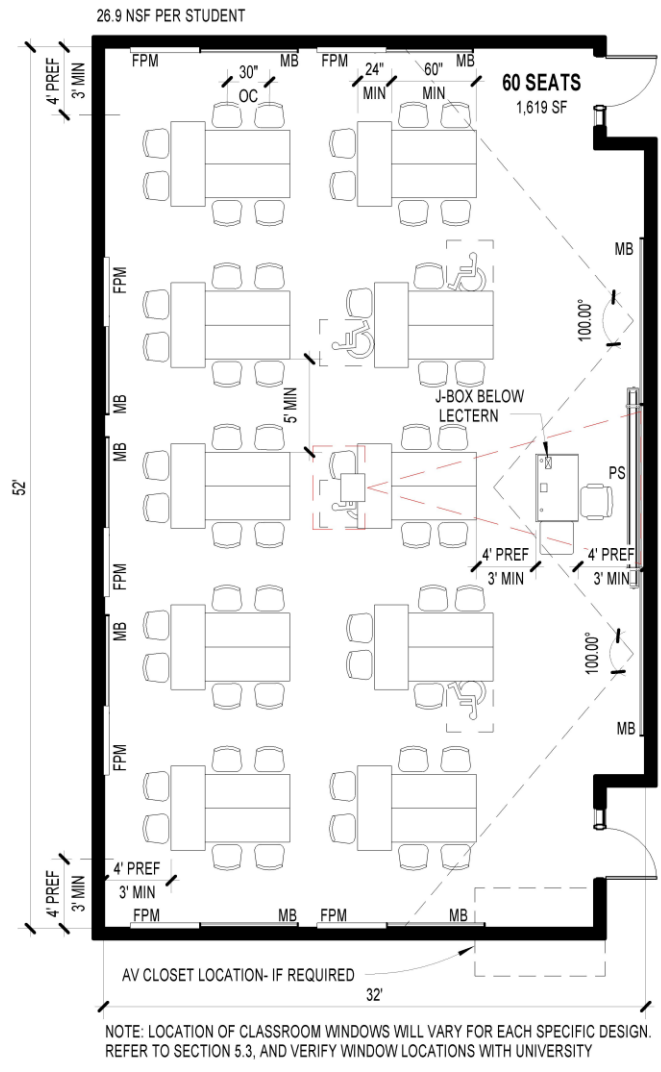 26.9 NSF PER STUDENT
FPM
MB
FPM
MB
4' PREF
3' MIN
30"
OC
24"
MIN
60"
MIN
60 SEATS
1,619 SF
MB
FPM
100.00°
MB
J-BOX BELOW
LECTERN
5' MIN
MB
PS
52'
4' PREF
3' MIN
4' PREF
3' MIN
FPM
MB
100.00°
FPM
MB
4' PREF
3' MIN
4' PREF
3' MIN
FPM
MB
FPM
MB
AV CLOSET LOCATION- IF REQUIRED
32'
NOTE: LOCATION OF CLASSROOM WINDOWS WILL VARY FOR EACH SPECIFIC DESIGN.
REFER TO SECTION 5.3, AND VERIFY WINDOW LOCATIONS WITH UNIVERSITY